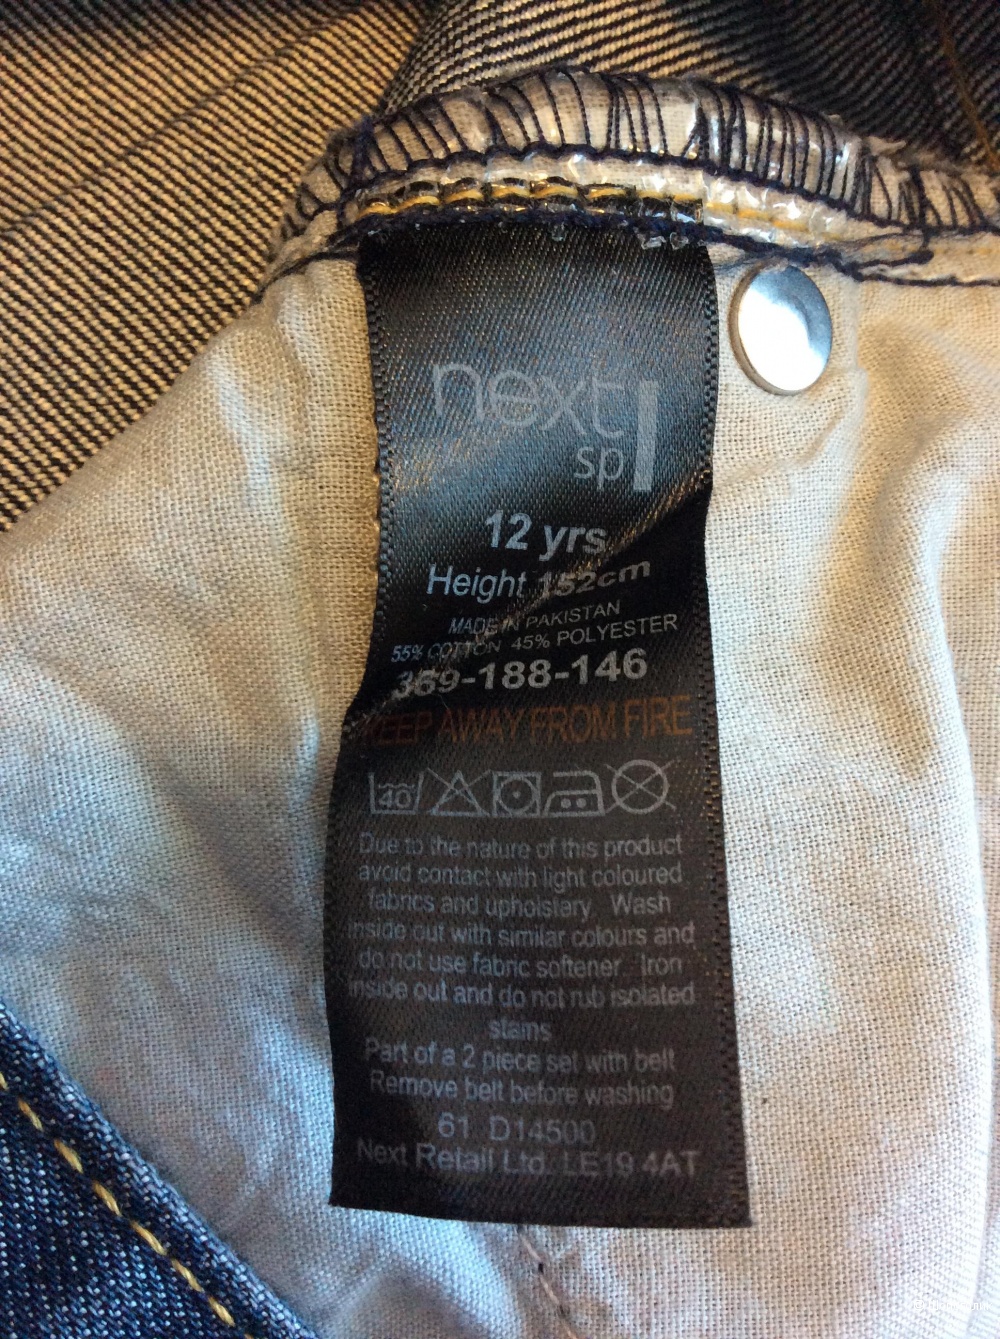 next
sp
12 yrs
Height 152cm
MADE IN PAKISTAN
55% COTTON 45% POLYESTER
369-188-146
KEEP AWAY FROM FIRE
40
Due to the nature of this product
avoid contact with light coloured
fabrics and upholstary. Wash
inside out with similar colours and
do not use fabric softener. Iron
inside out and do not rub isolated
stains
Part of a 2 piece set with belt
Remove belt before washing
61 D14500
Next Retail Ltd. LE19 4AT